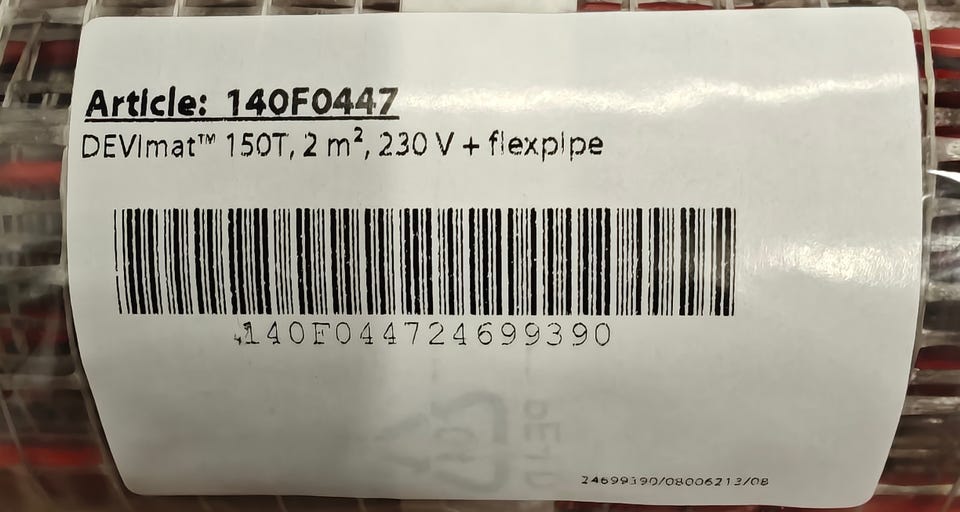 Article: 140F0447
DEVImat™ 150T, 2 m², 230 V + flexpipe
140F044724699390
24699390/08006213/08